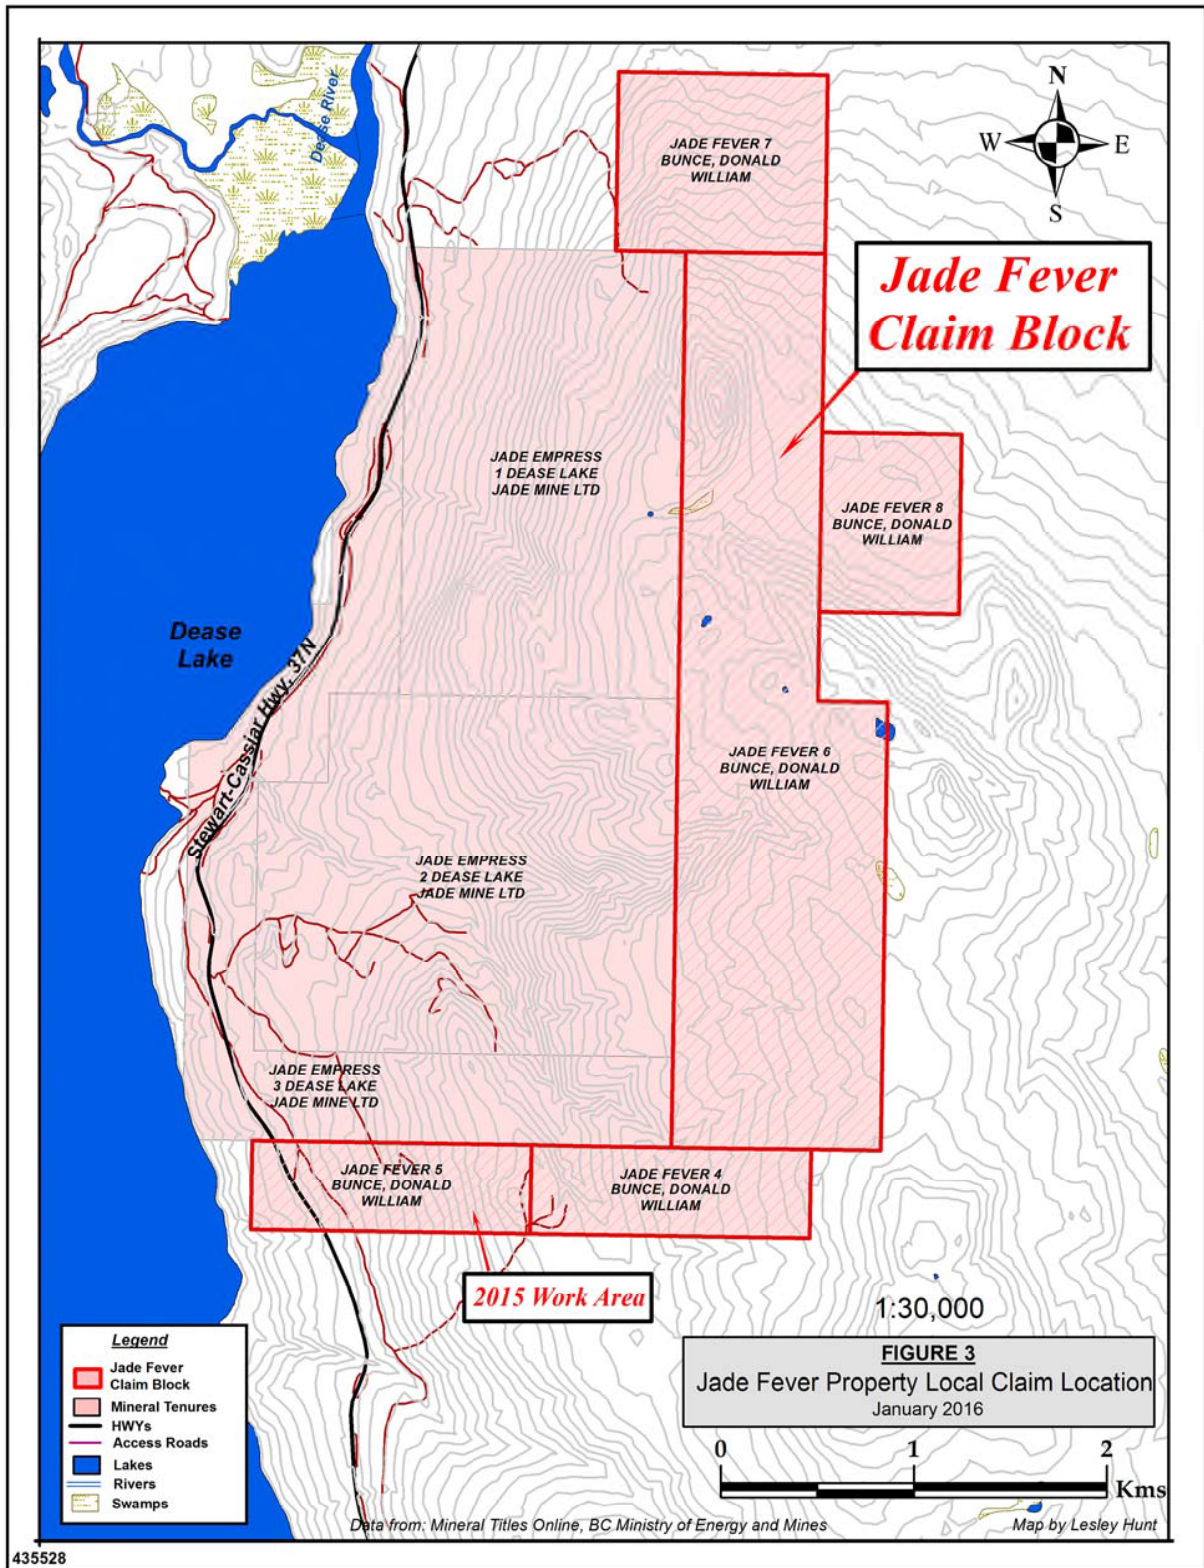 Dease River
N
W
E
S
JADE FEVER 7
BUNCE, DONALD
WILLIAM
Jade Fever
Claim Block
JADE EMPRESS
1 DEASE LAKE
JADE MINE LTD
JADE FEVER 8
BUNCE, DONALD
WILLIAM
Dease
Lake
Stewart-Cassiar Hwy. 37N
JADE FEVER 6
BUNCE, DONALD
WILLIAM
JADE EMPRESS
2 DEASE LAKE
JADE MINE LTD
JADE EMPRESS
3 DEASE LAKE
JADE MINE LTD
JADE FEVER 5
BUNCE, DONALD
WILLIAM
JADE FEVER 4
BUNCE, DONALD
WILLIAM
2015 Work Area
1:30,000
Legend
Jade Fever
Claim Block
Mineral Tenures
HWYs
Access Roads
Lakes
Rivers
Swamps
FIGURE 3
Jade Fever Property Local Claim Location
January 2016
0 1 2
Kms
Data from: Mineral Titles Online, BC Ministry of Energy and Mines
Map by Lesley Hunt
435528